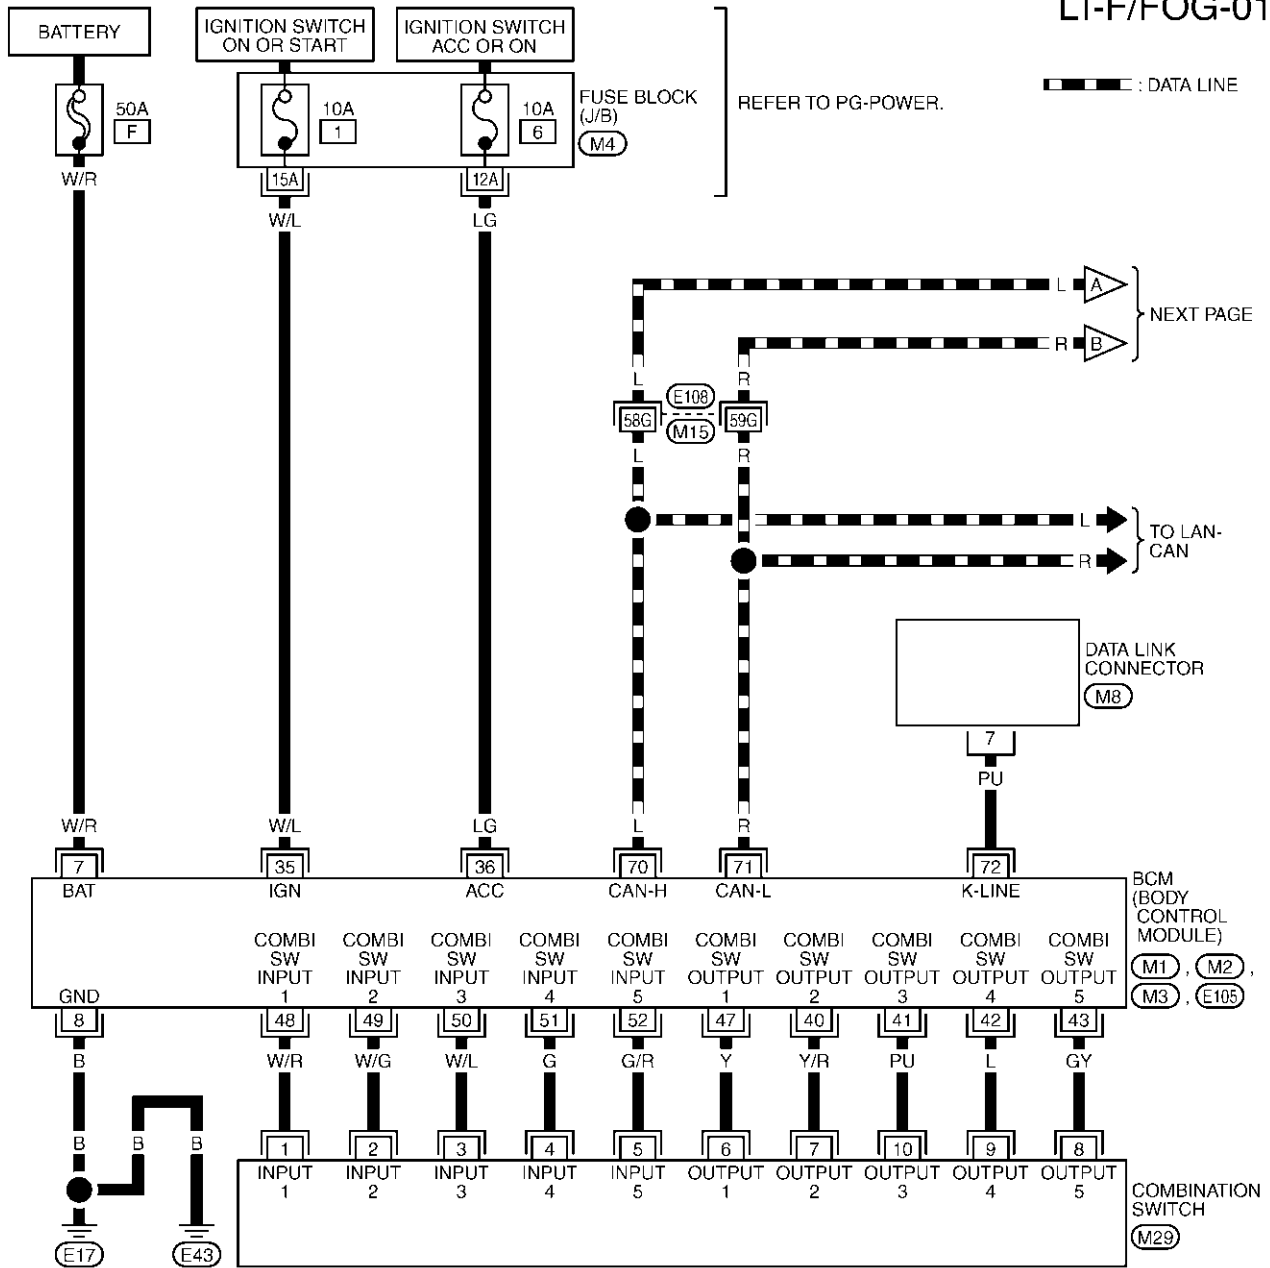 LT-F/FOG-01
BATTERY
IGNITION SWITCH
ON OR START
IGNITION SWITCH
ACC OR ON
: DATA LINE
50A
F
10A
1
10A
6
FUSE BLOCK
(J/B)
M4
REFER TO PG-POWER.
15A
12A
W/R
W/L
LG
L
A
NEXT PAGE
R
B
L
R
E108
58G
59G
M15
L
R
L
TO LAN-
CAN
R
DATA LINK
CONNECTOR
M8
7
PU
W/R
W/L
LG
L
R
7
35
36
70
71
72
BAT
IGN
ACC
CAN-H
CAN-L
K-LINE
BCM
(BODY
CONTROL
MODULE)
M1 , M2 ,
M3 , E105
COMBI
SW
INPUT
1
COMBI
SW
INPUT
2
COMBI
SW
INPUT
3
COMBI
SW
INPUT
4
COMBI
SW
INPUT
5
COMBI
SW
OUTPUT
1
COMBI
SW
OUTPUT
2
COMBI
SW
OUTPUT
3
COMBI
SW
OUTPUT
4
COMBI
SW
OUTPUT
5
GND
8
48
49
50
51
52
47
40
41
42
43
B
W/R
W/G
W/L
G
G/R
Y
Y/R
PU
L
GY
B
B
B
1
2
3
4
5
6
7
10
9
8
INPUT
1
INPUT
2
INPUT
3
INPUT
4
INPUT
5
OUTPUT
1
OUTPUT
2
OUTPUT
3
OUTPUT
4
OUTPUT
5
COMBINATION
SWITCH
M29
E17
E43